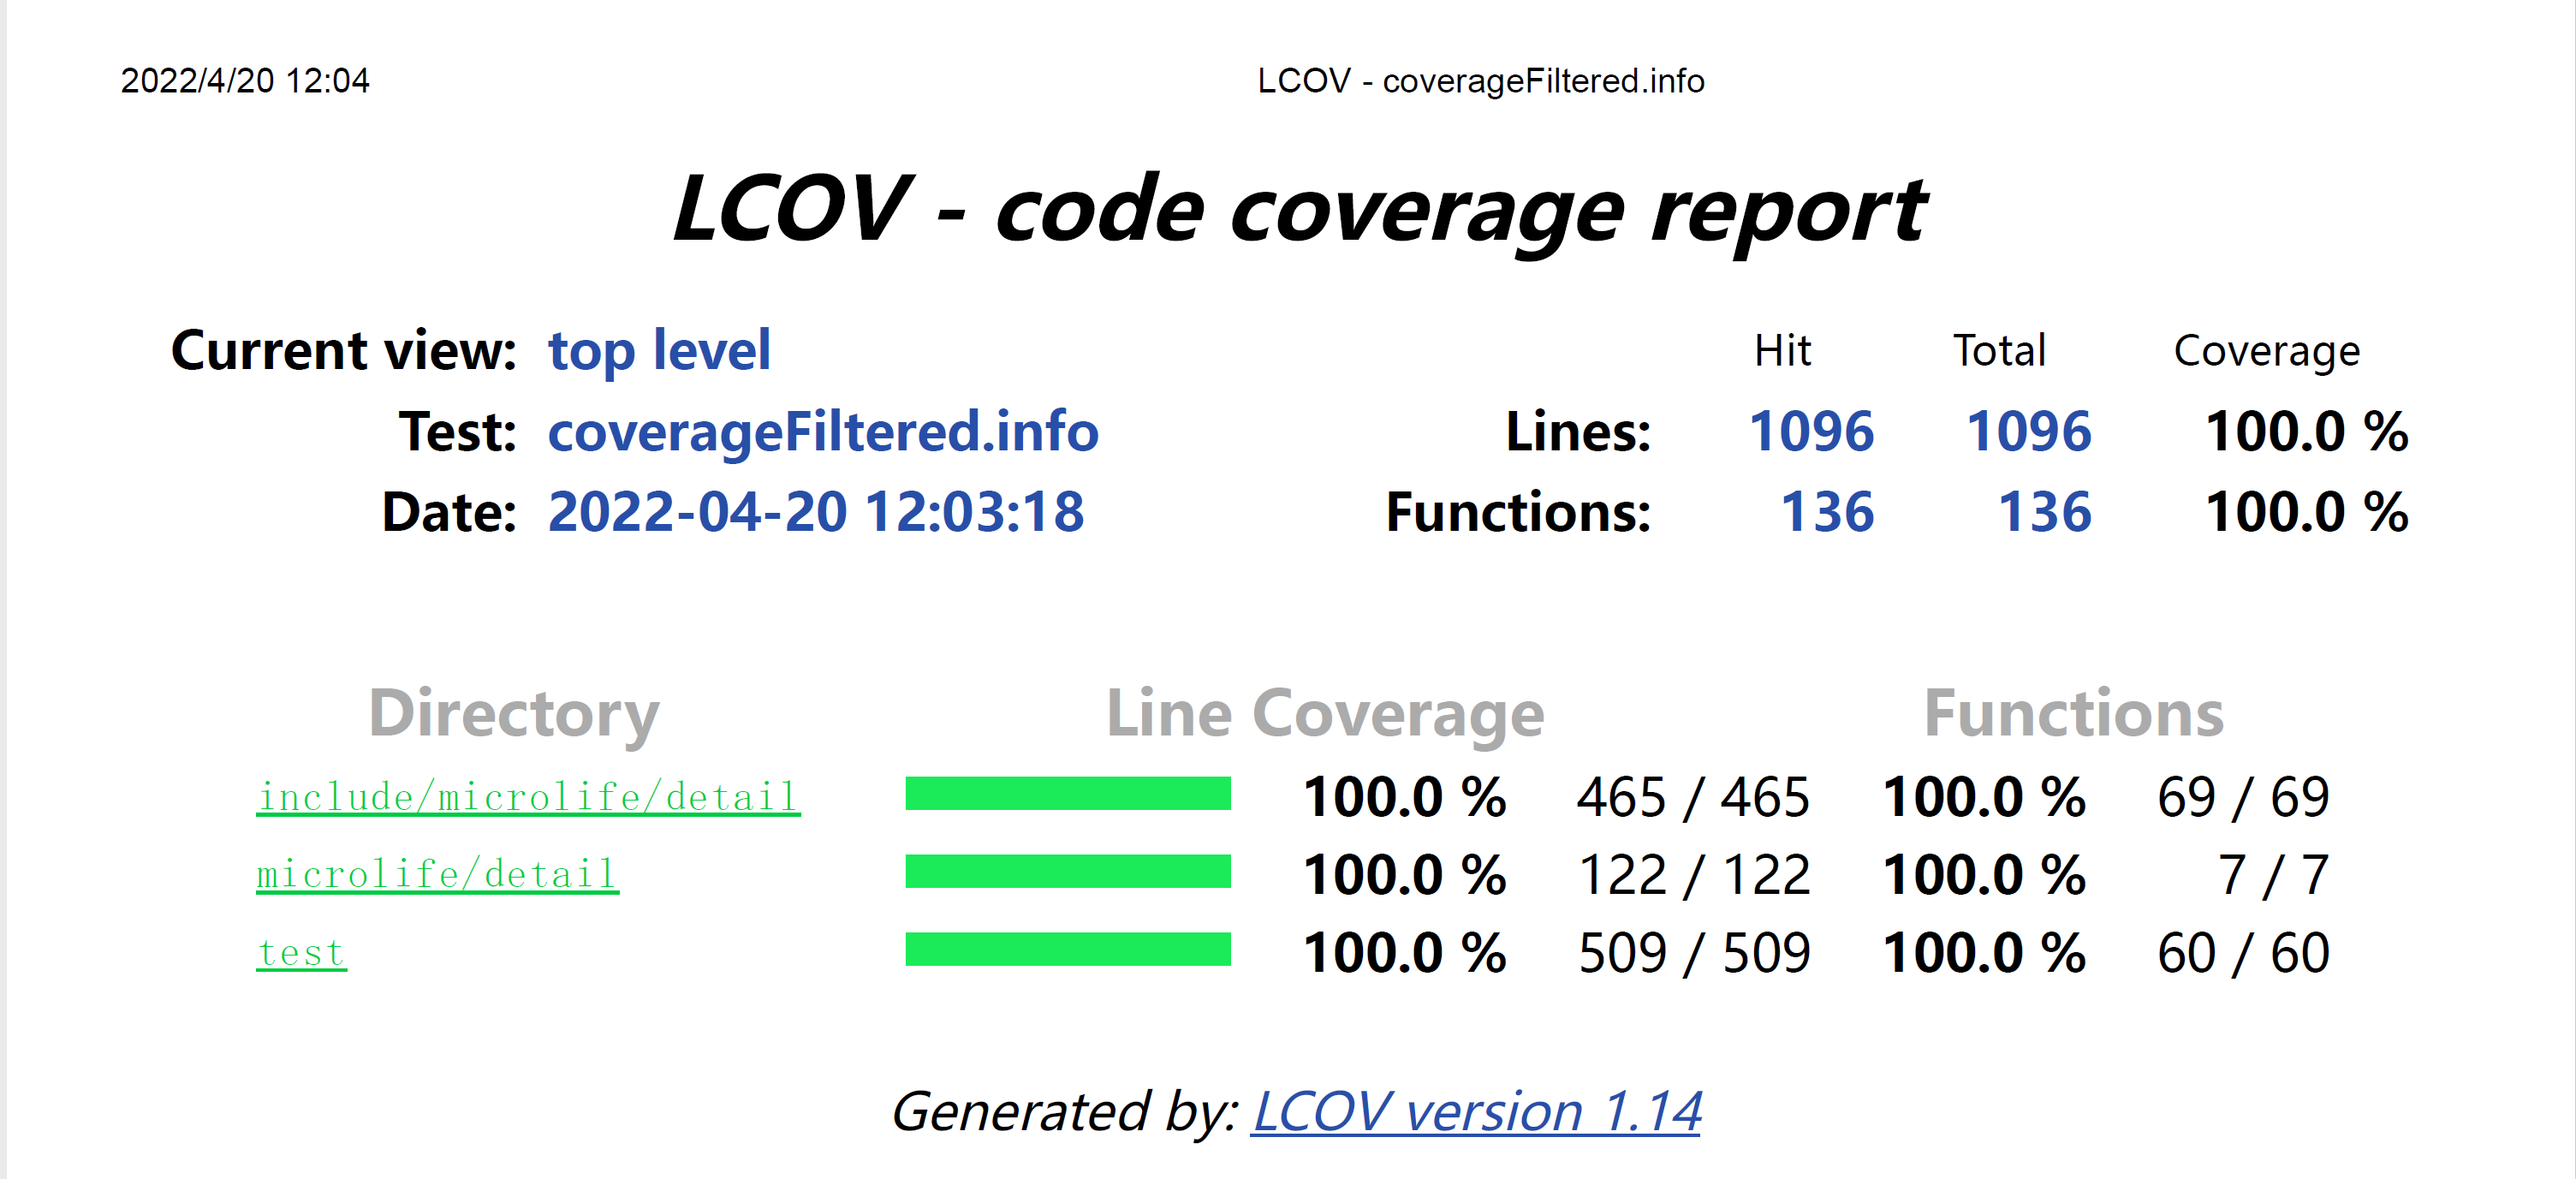 2022/4/20 12:04 LCOV - coverageFiltered.info
LCOV - code coverage report
Current view: top level Hit Total Coverage
Test: coverageFiltered.info Lines: 1096 1096 100.0 %
Date: 2022-04-20 12:03:18 Functions: 136 136 100.0 %
Directory Line Coverage Functions
include/microlife/detail 100.0 % 465 / 465 100.0 % 69 / 69
microlife/detail 100.0 % 122 / 122 100.0 % 7 / 7
test 100.0 % 509 / 509 100.0 % 60 / 60
Generated by: LCOV version 1.14